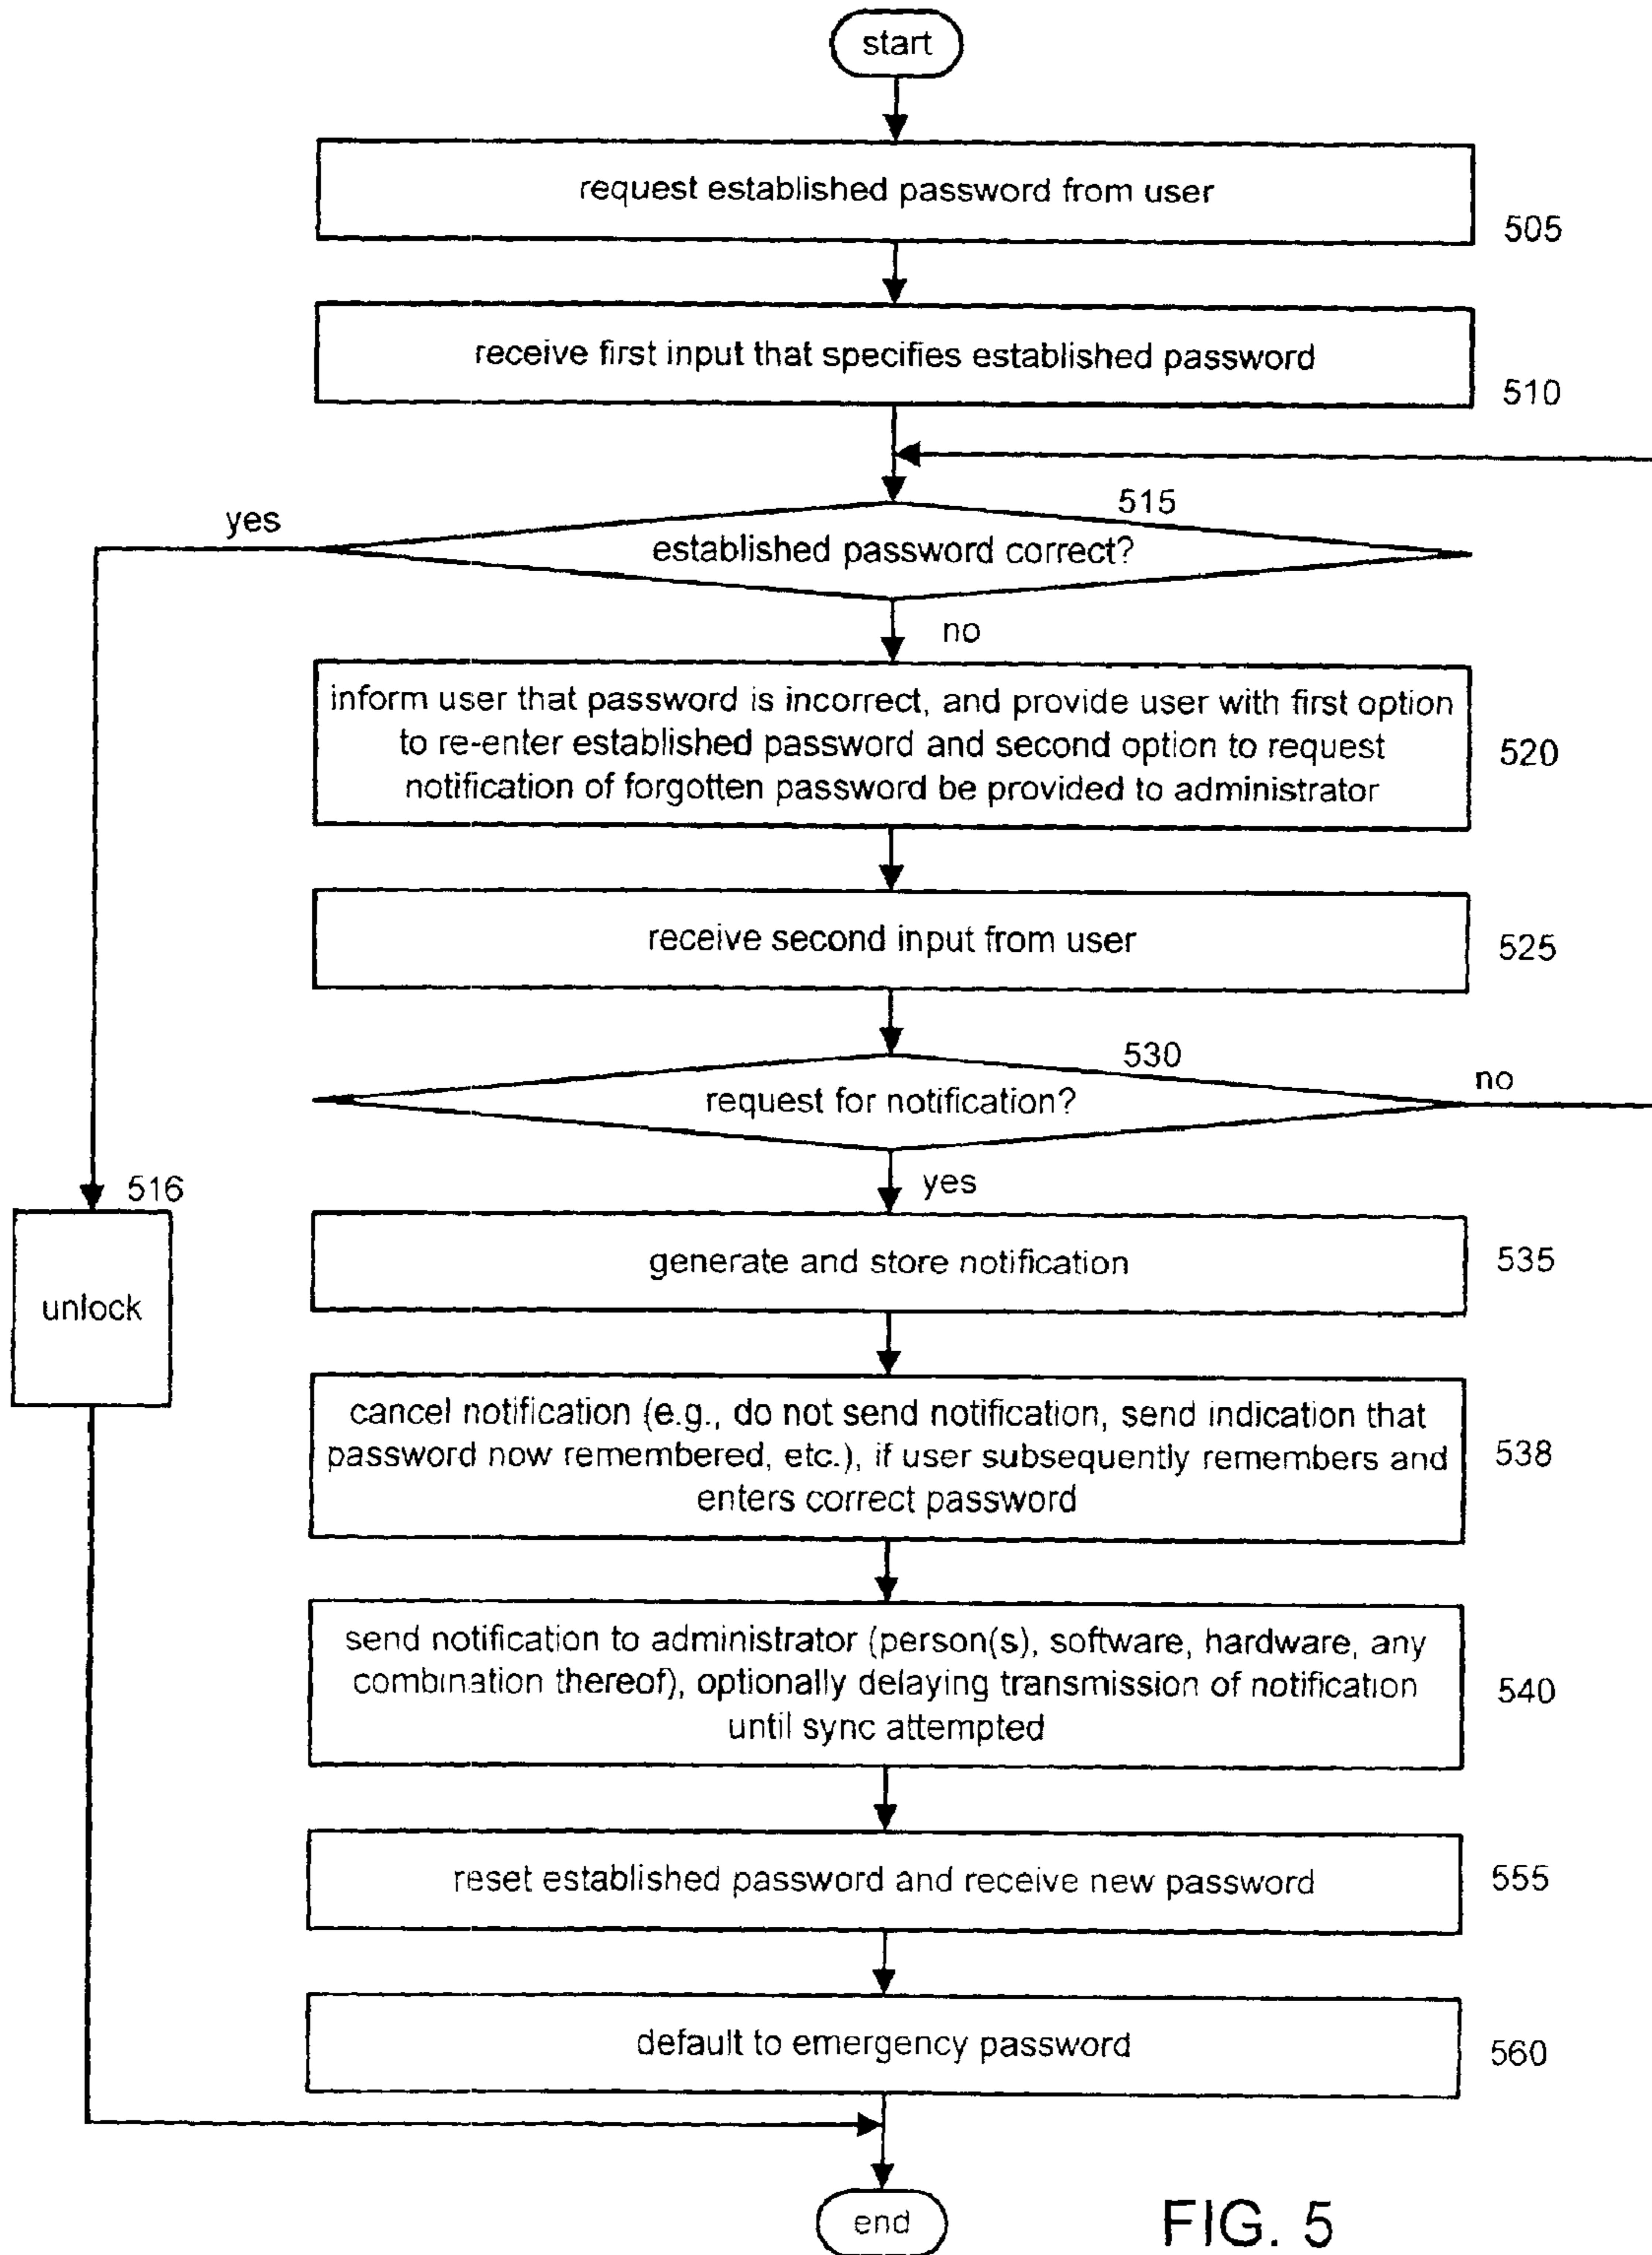 start
request established password from user
505
receive first input that specifies established password
510
515
yes
established password correct?
no
inform user that password is incorrect, and provide user with first option
to re-enter established password and second option to request
notification of forgotten password be provided to administrator
520
receive second input from user
525
530
request for notification?
no
yes
516
unlock
generate and store notification
535
cancel notification (e.g., do not send notification, send indication that
password now remembered, etc.), if user subsequently remembers and
enters correct password
538
send notification to administrator (person(s), software, hardware, any
combination thereof), optionally delaying transmission of notification
until sync attempted
540
reset established password and receive new password
555
default to emergency password
560
end
FIG. 5